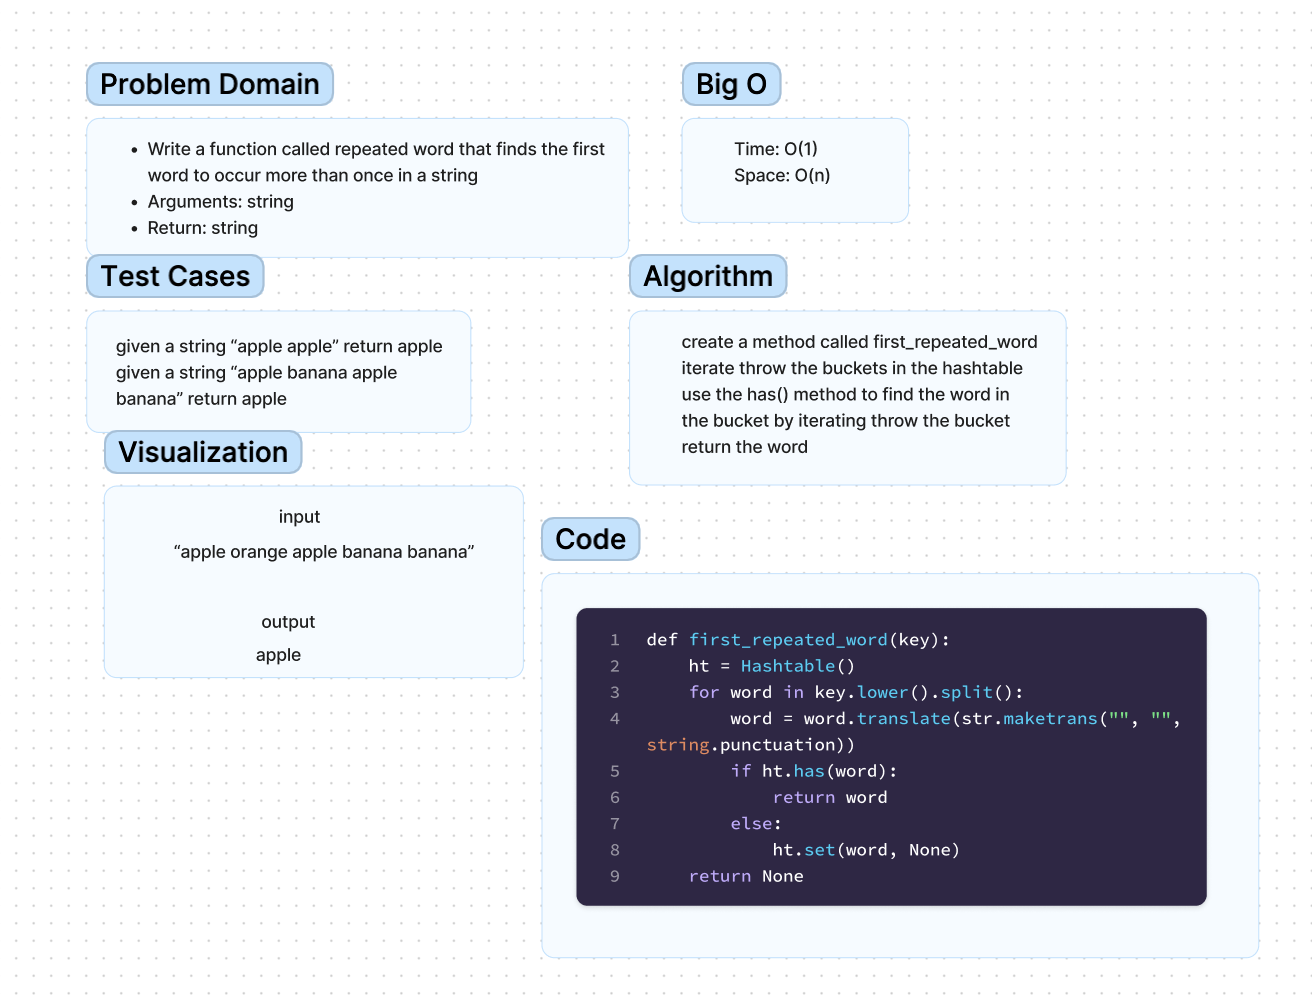 Problem Domain
• Write a function called repeated word that finds the first
word to occur more than once in a string
• Arguments: string
• Return: string
Big O
Time: O(1)
Space: O(n)
Test Cases
given a string “apple apple” return apple
given a string “apple banana apple
banana” return apple
Algorithm
create a method called first_repeated_word
iterate throw the buckets in the hashtable
use the has() method to find the word in
the bucket by iterating throw the bucket
return the word
Visualization
input
“apple orange apple banana banana”
output
apple
Code
1 def first_repeated_word(key):
2     ht = Hashtable()
3     for word in key.lower().split():
4         word = word.translate(str.maketrans("", "",
string.punctuation))
5         if ht.has(word):
6             return word
7         else:
8             ht.set(word, None)
9     return None